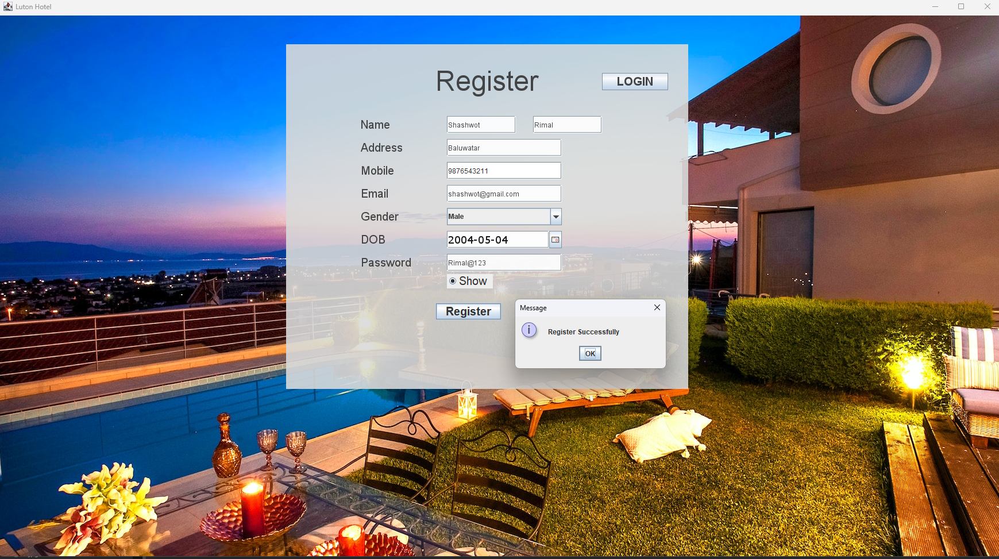 Luton Hotel
Register
LOGIN
Name Shashwot Rimal
Address Baluwatar
Mobile 9876543211
Email shashwot@gmail.com
Gender Male
DOB 2004-05-04
Password Rimal@123
Show
Register
Message
Register Successfully
OK